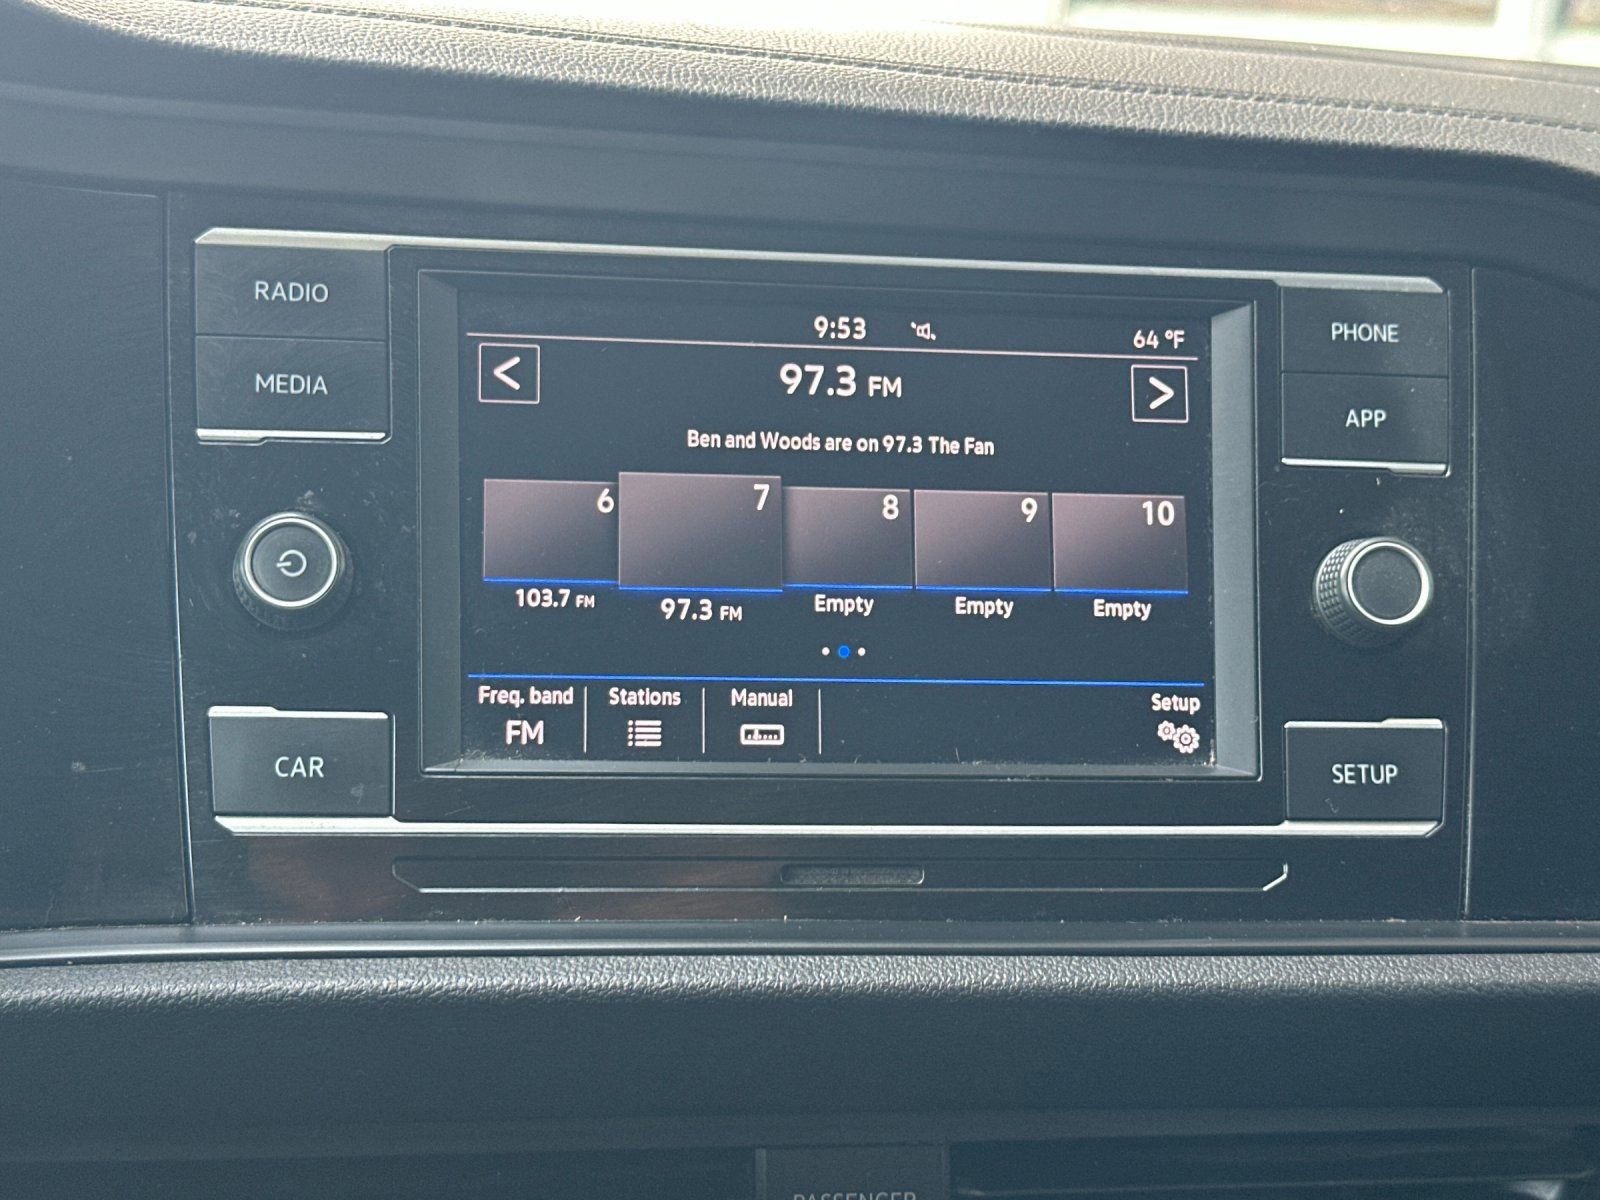 RADIO
MEDIA
CAR
9:53
64 °F
<
97.3 FM
>
Ben and Woods are on 97.3 The Fan
6
7
8
9
10
103.7 FM
97.3 FM
Empty
Empty
Empty
Freq. band
FM
Stations
Manual
Setup
PHONE
APP
SETUP
PASSENGER